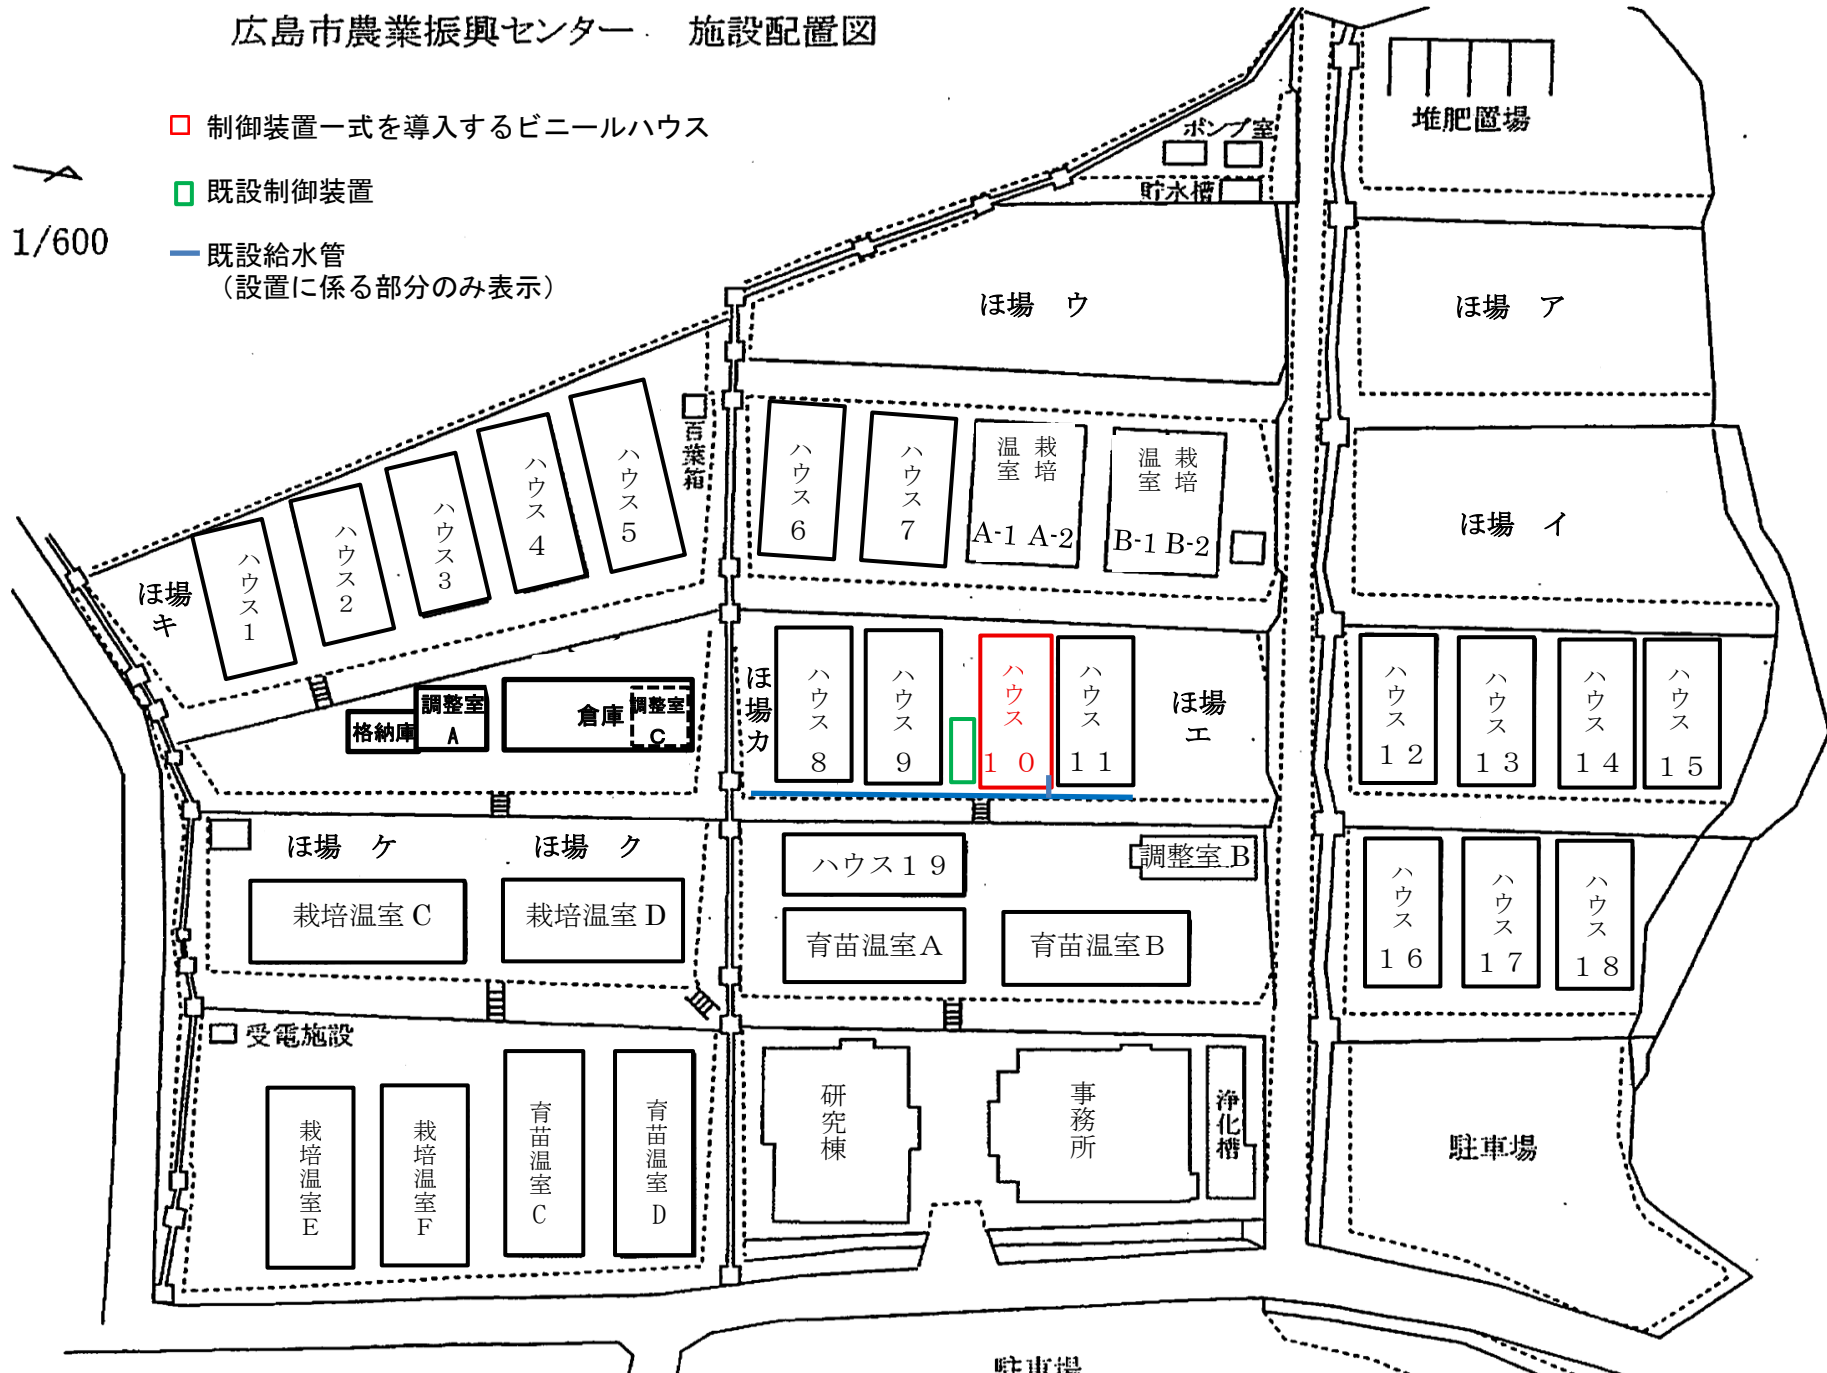 広島市農業振興センター 施設配置図
制御装置一式を導入するビニールハウス
既設制御装置
1/600
既設給水管
（設置に係る部分のみ表示）
堆肥置場
ポンプ室
貯水槽
ほ場 ウ
ほ場 ア
百葉箱
ハウス5
ハウス4
ハウス3
ハウス2
ハウス1
ほ場キ
ハウス6
ハウス7
栽培温室
A-1 A-2
栽培温室
B-1 B-2
ほ場 イ
格納庫
調整室
A
倉庫
調整室
C
ほ場カ
ハウス8
ハウス9
ハウス10
ハウス11
ほ場
エ
ハウス12
ハウス13
ハウス14
ハウス15
ほ場 ケ
ほ場 ク
栽培温室C
栽培温室D
ハウス19
調整室B
育苗温室A
育苗温室B
ハウス16
ハウス17
ハウス18
受電施設
栽培温室E
栽培温室F
育苗温室C
育苗温室D
研究棟
事務所
浄化槽
駐車場
駐車場